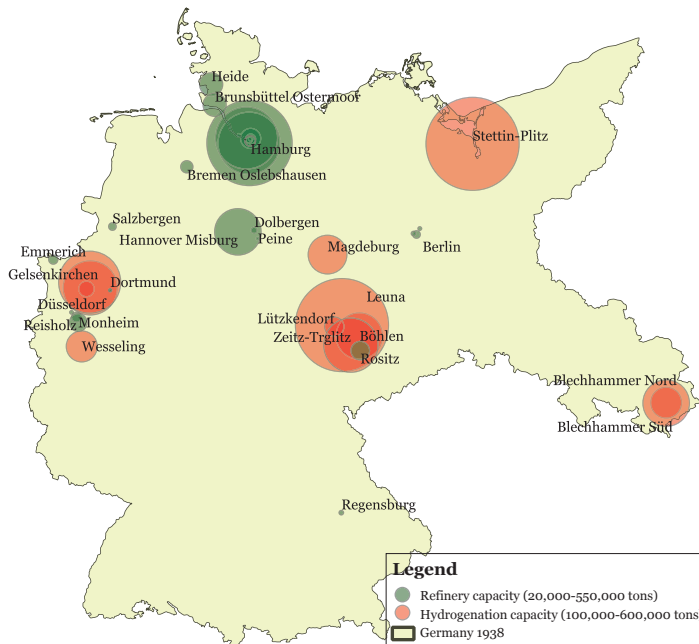 Heide
Brunsbüttel Ostermoor
Stettin-Plitz
Hamburg
Bremen Oslebshausen
Salzbergen
Dolbergen
Hannover Misburg
Peine
Berlin
Emmerich
Magdeburg
Gelsenkirchen
Dortmund
Leuna
Düsseldorf
Lützkendorf
Reisholz
Monheim
Zeitz-Trglitz
Böhlen
Wesseling
Rositz
Blechhammer Nord
Blechhammer Süd
Regensburg
Legend
Refinery capacity (20,000-550,000 tons)
Hydrogenation capacity (100,000-600,000 tons
Germany 1938